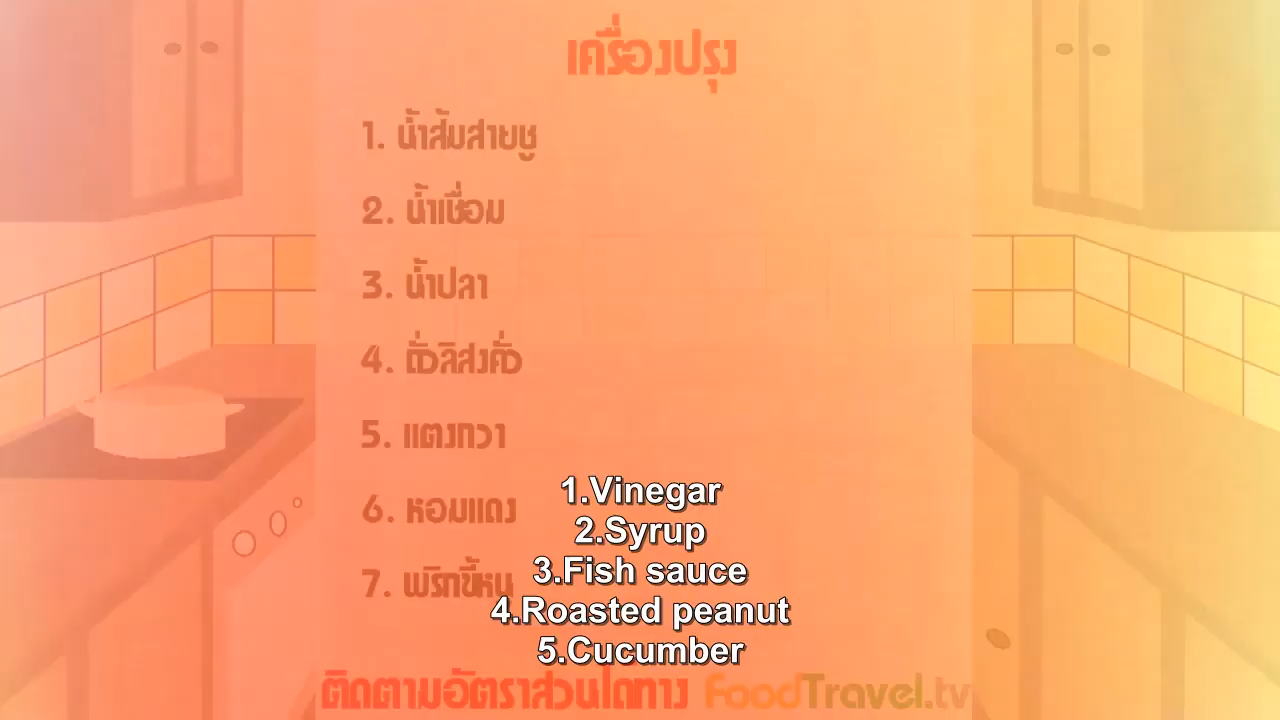 เครื่องปรุง
1. น้ำส้มสายชู
2. น้ำเชื่อม
3. น้ำปลา
4. ถั่วลิสงคั่ว
5. แตงกวา
6. หอมแดง
7. พริกขี้หนู
1.Vinegar
2.Syrup
3.Fish sauce
4.Roasted peanut
5.Cucumber
ติดตามอัตราส่วนได้ทาง FoodTravel.tv